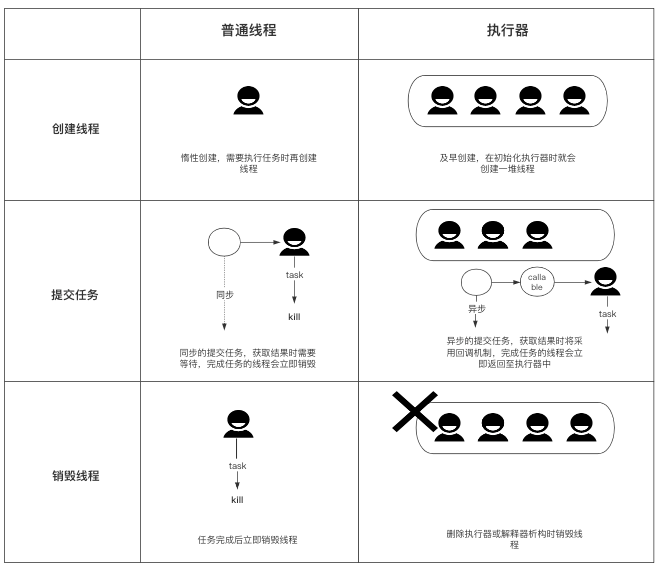 普通线程
执行器
创建线程
惰性创建，需要执行任务时再创建
线程
及早创建，在初始化执行器时就会
创建一堆线程
提交任务
task
同步
kill
同步的提交任务，获取结果时需要
等待，完成任务的线程会立即销毁
calla
ble
异步
task
异步的提交任务，获取结果时将采
用回调机制，完成任务的线程会立
即返回至执行器中
销毁线程
task
kill
任务完成后立即销毁线程
删除执行器或解释器析构时销毁线
程